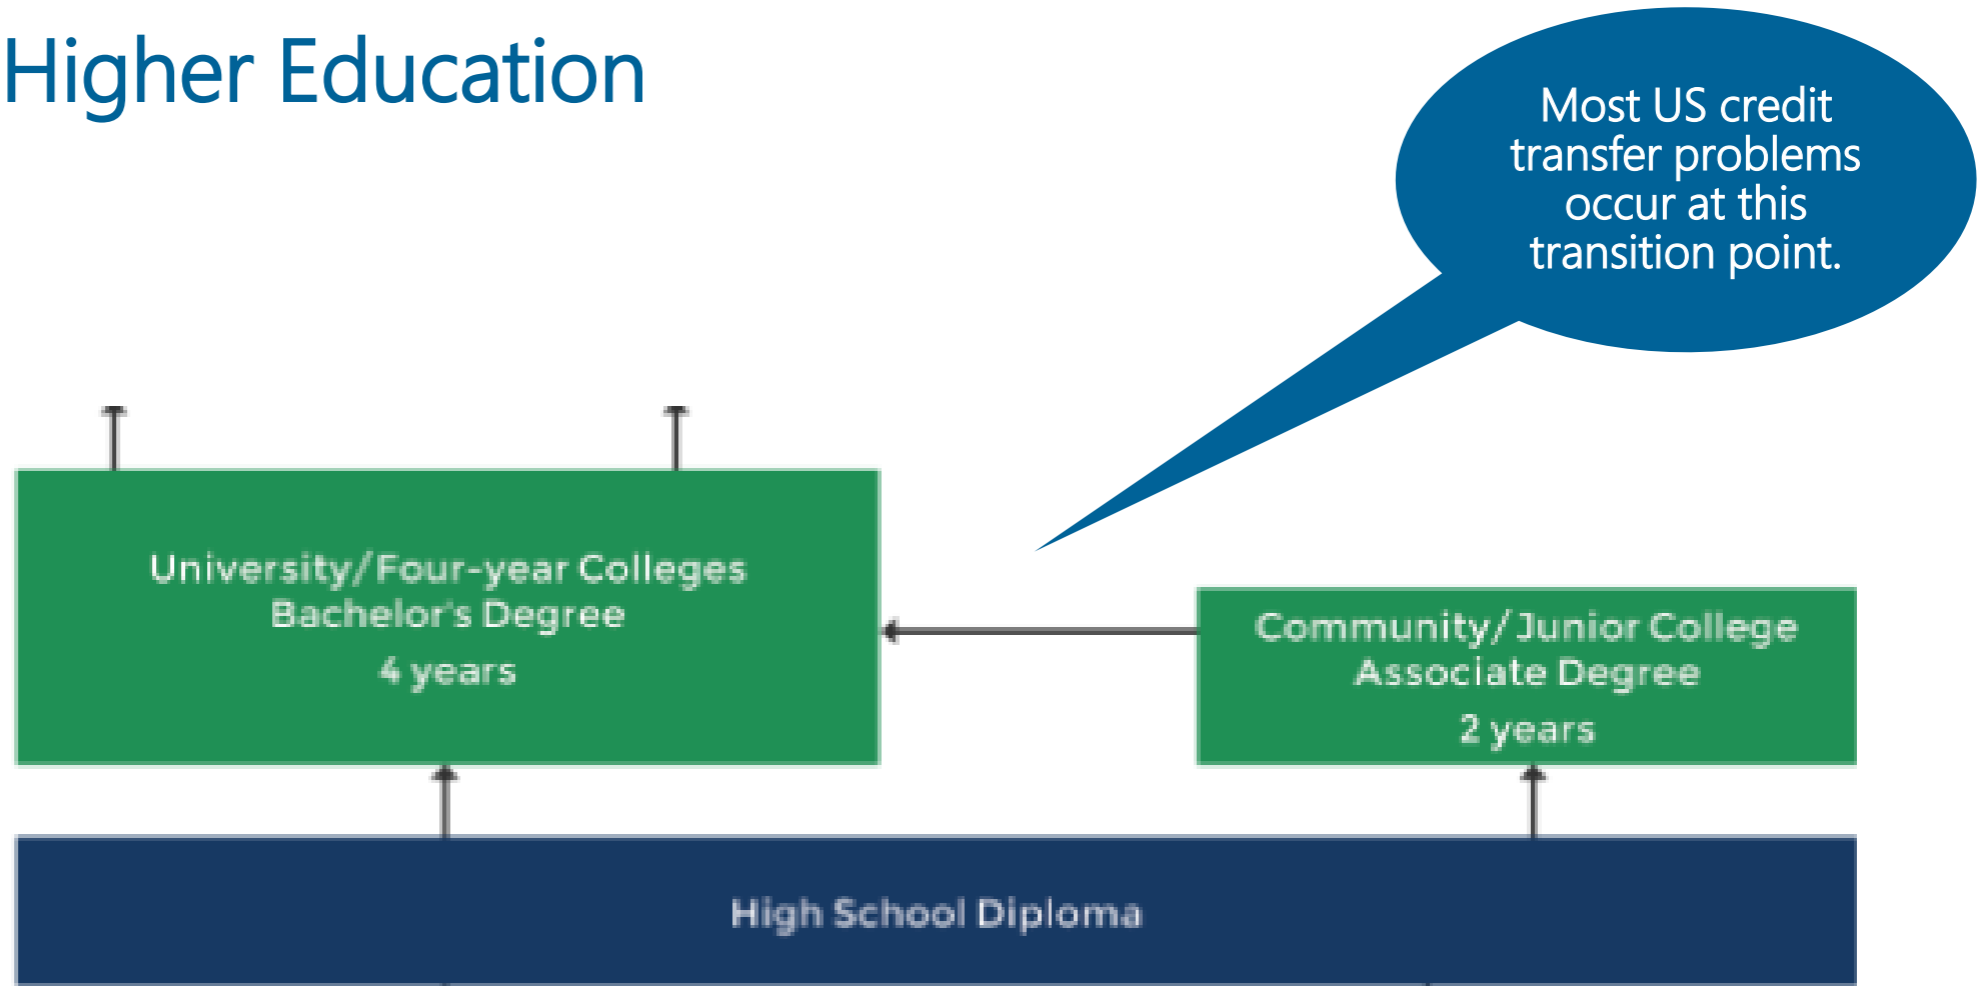 Higher Education
Most US credit
transfer problems
occur at this
transition point.
University/Four-year Colleges
Bachelor's Degree
4 years
Community/Junior College
Associate Degree
2 years
High School Diploma